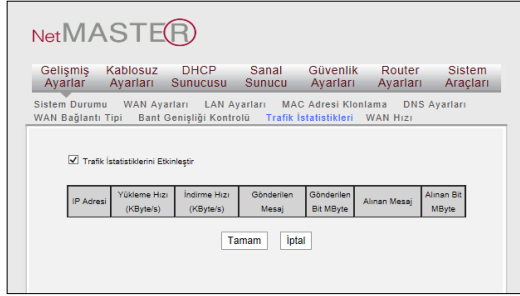 NetMASTER
Gelişmiş Ayarlar Kablosuz Ayarları DHCP Sunucusu Sanal Sunucu Güvenlik Ayarları Router Ayarları Sistem Araçları
Sistem Durumu WAN Ayarları LAN Ayarları MAC Adresi Klonlama DNS Ayarları
WAN Bağlantı Tipi Bant Genişliği Kontrolü Trafik İstatistikleri WAN Hızı
Trafik İstatistiklerini Etkinleştir
IP Adresi Yükleme Hızı (KByte/s) İndirme Hızı (KByte/s) Gönderilen Mesaj Gönderilen Bit MByte Alınan Mesaj Alınan Bit MByte
Tamam İptal